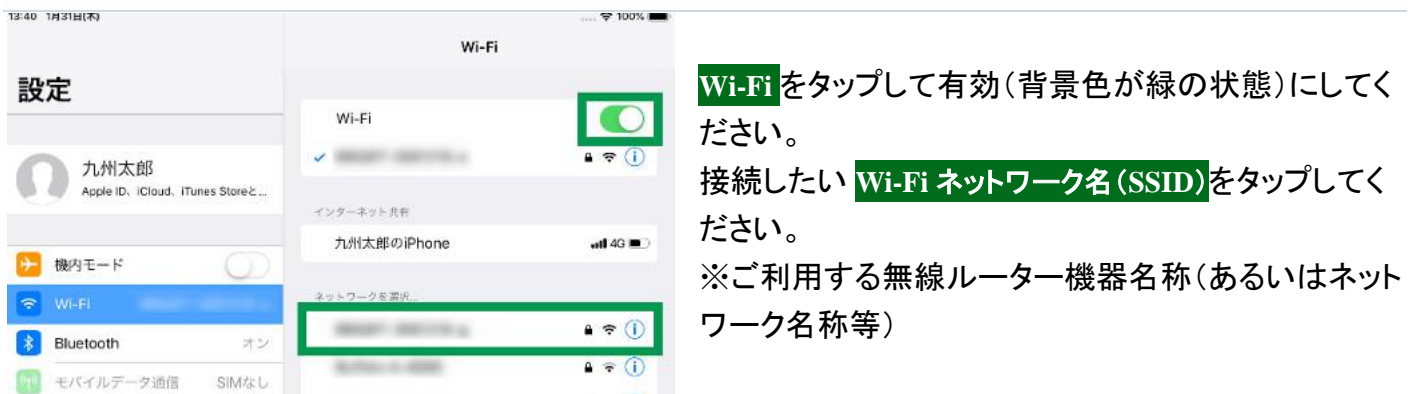 13:40 1月31日(木)
100%
設定
九州太郎
Apple ID、iCloud、iTunes Storeと...
機内モード
Wi-Fi
Bluetooth オン
モバイルデータ通信 SIMなし
Wi-Fi
Wi-Fi
インターネット共有
九州太郎のiPhone 4G
ネットワークを選択...
Wi-Fi をタップして有効（背景色が緑の状態）にしてく
ださい。
接続したい Wi-Fi ネットワーク名（SSID）をタップしてく
ださい。
※ご利用する無線ルーター機器名称（あるいはネット
ワーク名称等）